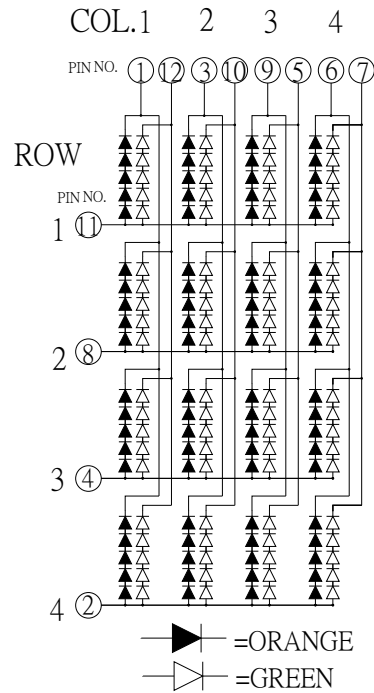 COL.1 2 3 4
PIN NO. 1 12 3 10 9 5 6 7
ROW
PIN NO.
1 11
2 8
3 4
4 2
=ORANGE
=GREEN